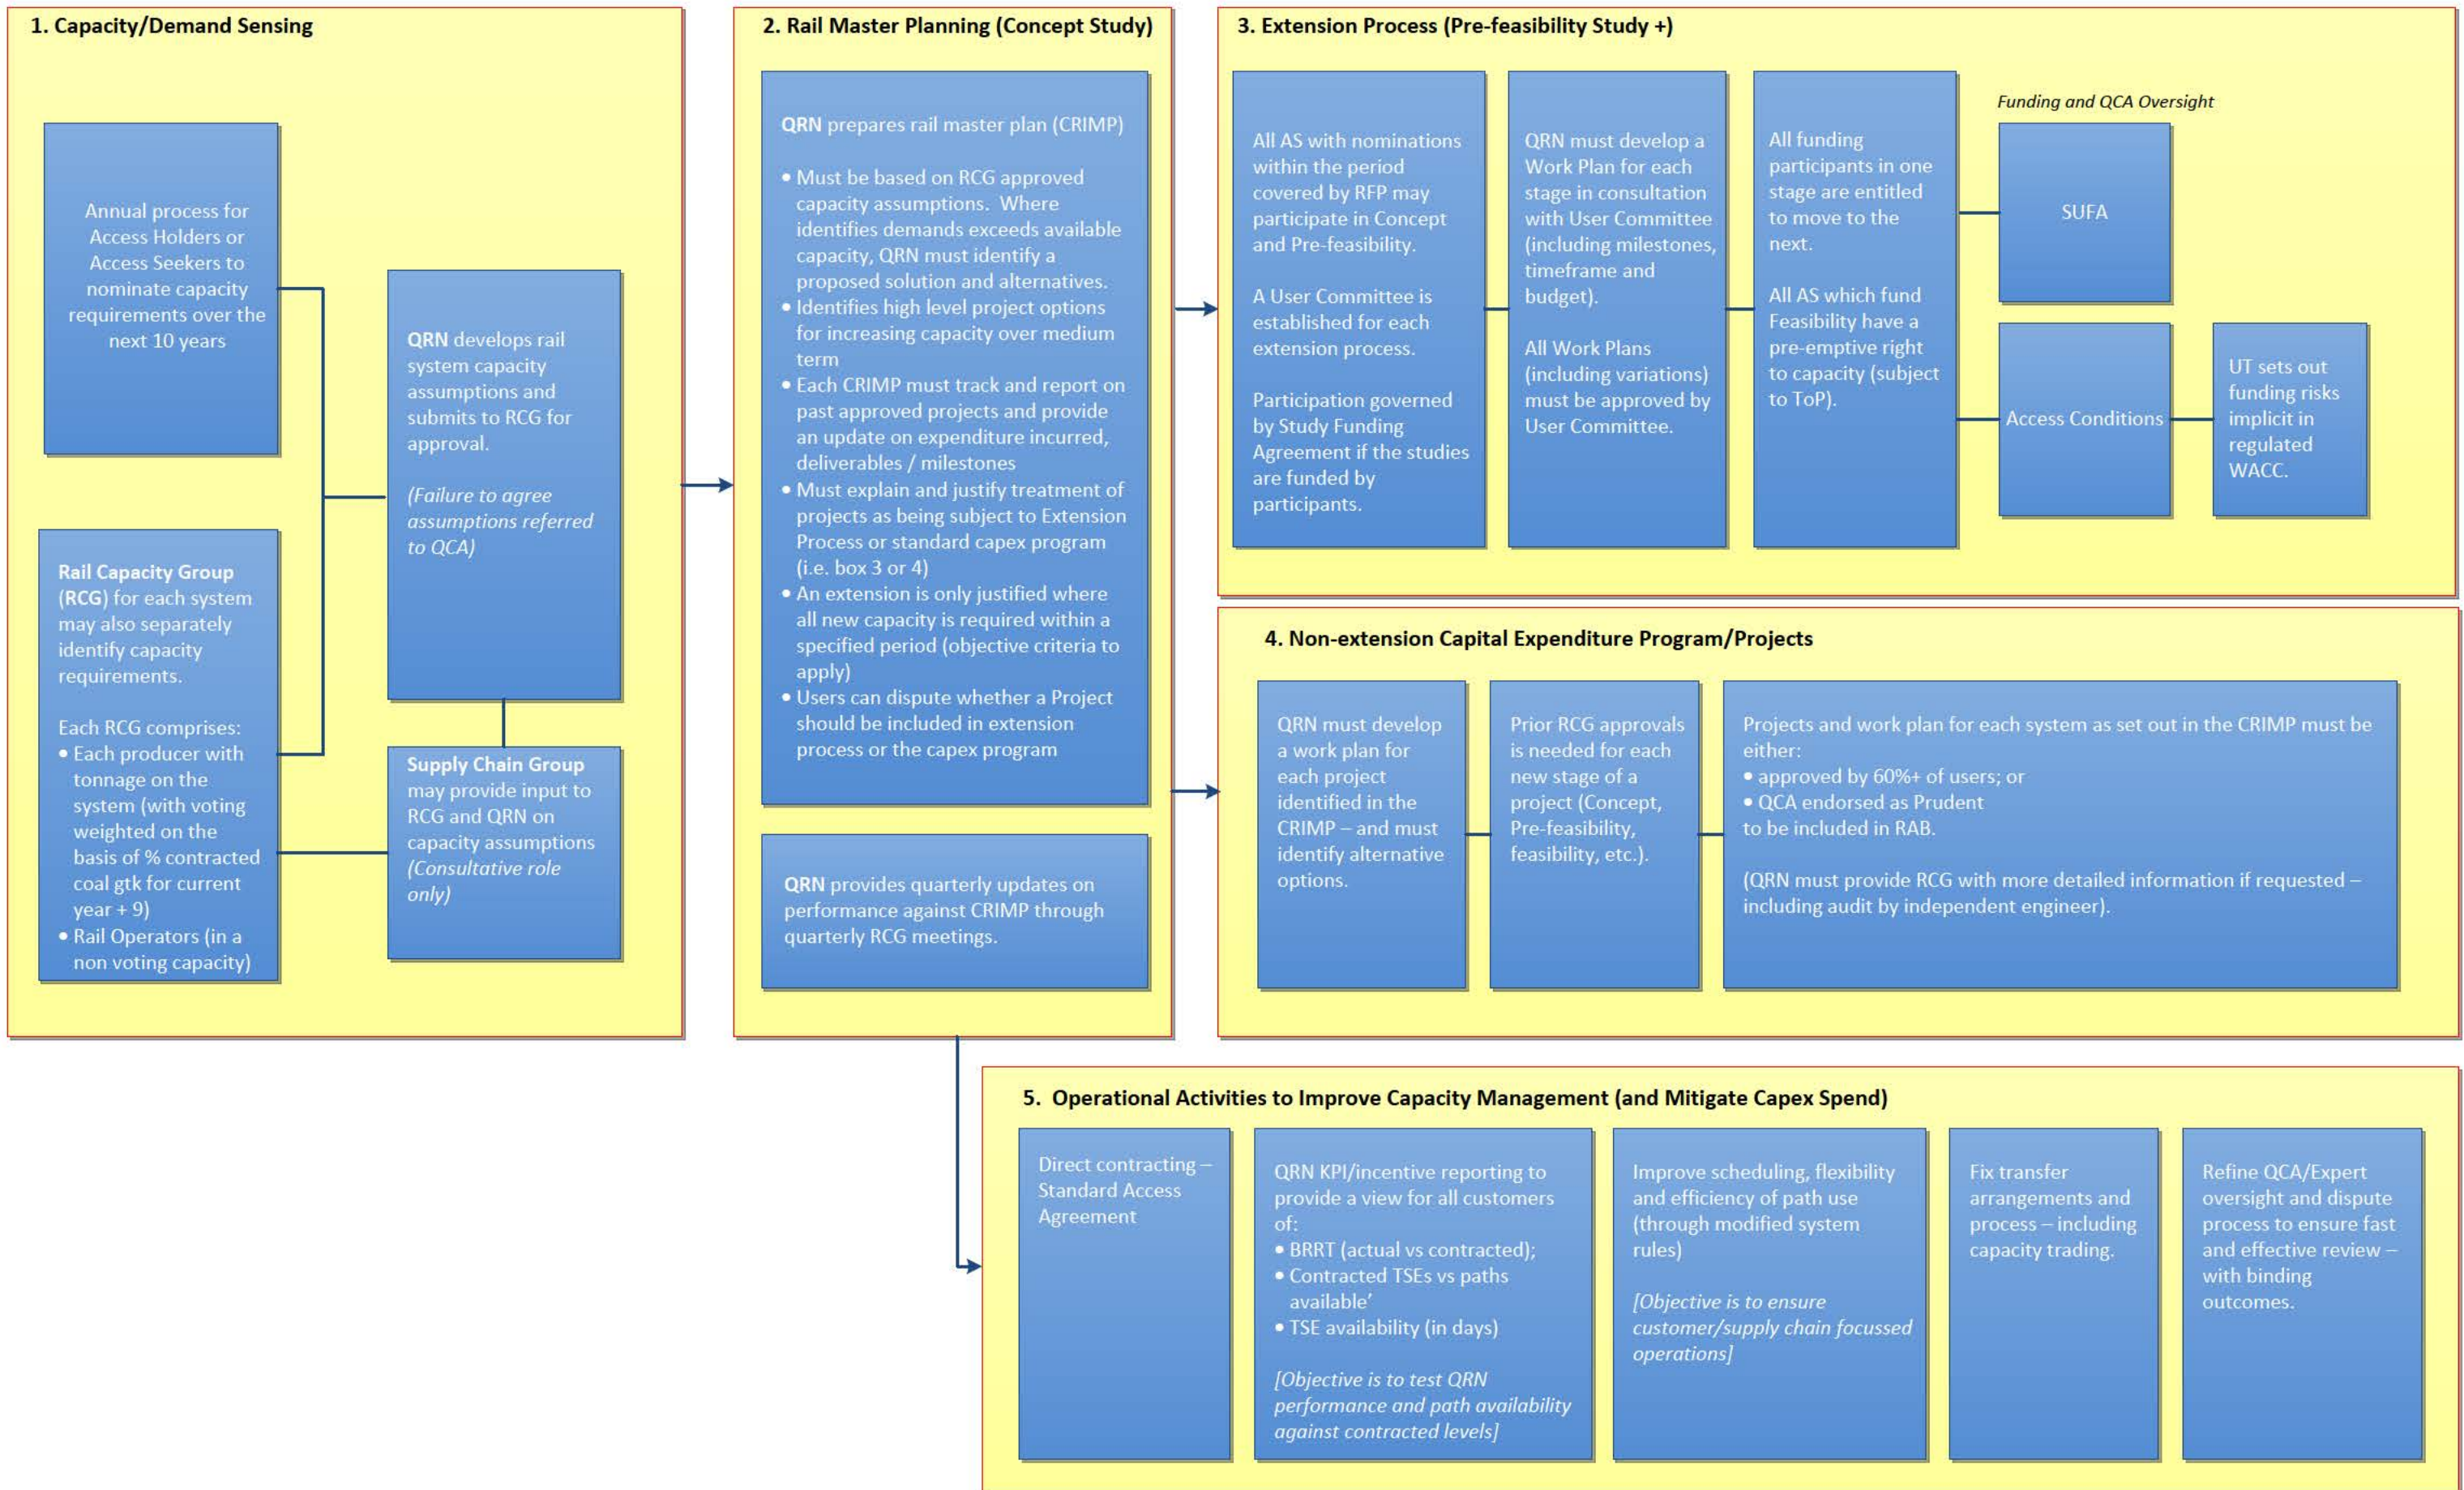 1. Capacity/Demand Sensing
Annual process for
Access Holders or
Access Seekers to
nominate capacity
requirements over the
next 10 years
Rail Capacity Group
(RCG) for each system
may also separately
identify capacity
requirements.
Each RCG comprises:
• Each producer with
tonnage on the
system (with voting
weighted on the
basis of % contracted
coal gtk for current
year + 9)
• Rail Operators (in a
non voting capacity)
QRN develops rail
system capacity
assumptions and
submits to RCG for
approval.
(Failure to agree
assumptions referred
to QCA)
Supply Chain Group
may provide input to
RCG and QRN on
capacity assumptions
(Consultative role
only)
2. Rail Master Planning (Concept Study)
QRN prepares rail master plan (CRIMP)
• Must be based on RCG approved
capacity assumptions. Where
identifies demands exceeds available
capacity, QRN must identify a
proposed solution and alternatives.
• Identifies high level project options
for increasing capacity over medium
term
• Each CRIMP must track and report on
past approved projects and provide
an update on expenditure incurred,
deliverables / milestones
• Must explain and justify treatment of
projects as being subject to Extension
Process or standard capex program
(i.e. box 3 or 4)
• An extension is only justified where
all new capacity is required within a
specified period (objective criteria to
apply)
• Users can dispute whether a Project
should be included in extension
process or the capex program
QRN provides quarterly updates on
performance against CRIMP through
quarterly RCG meetings.
3. Extension Process (Pre-feasibility Study +)
All AS with nominations
within the period
covered by RFP may
participate in Concept
and Pre-feasibility.
A User Committee is
established for each
extension process.
Participation governed
by Study Funding
Agreement if the studies
are funded by
participants.
QRN must develop a
Work Plan for each
stage in consultation
with User Committee
(including milestones,
timeframe and
budget).
All Work Plans
(including variations)
must be approved by
User Committee.
All funding
participants in one
stage are entitled
to move to the
next.
All AS which fund
Feasibility have a
pre-emptive right
to capacity (subject
to ToP).
Funding and QCA Oversight
SUFA
Access Conditions
UT sets out
funding risks
implicit in
regulated
WACC.
4. Non-extension Capital Expenditure Program/Projects
QRN must develop
a work plan for
each project
identified in the
CRIMP – and must
identify alternative
options.
Prior RCG approvals
is needed for each
new stage of a
project (Concept,
Pre-feasibility,
feasibility, etc.).
Projects and work plan for each system as set out in the CRIMP must be
either:
• approved by 60%+ of users; or
• QCA endorsed as Prudent
to be included in RAB.
(QRN must provide RCG with more detailed information if requested –
including audit by independent engineer).
5. Operational Activities to Improve Capacity Management (and Mitigate Capex Spend)
Direct contracting –
Standard Access
Agreement
QRN KPI/incentive reporting to
provide a view for all customers
of:
• BRRT (actual vs contracted);
• Contracted TSEs vs paths
available’
• TSE availability (in days)
[Objective is to test QRN
performance and path availability
against contracted levels]
Improve scheduling, flexibility
and efficiency of path use
(through modified system
rules)
[Objective is to ensure
customer/supply chain focussed
operations]
Fix transfer
arrangements and
process – including
capacity trading.
Refine QCA/Expert
oversight and dispute
process to ensure fast
and effective review –
with binding
outcomes.